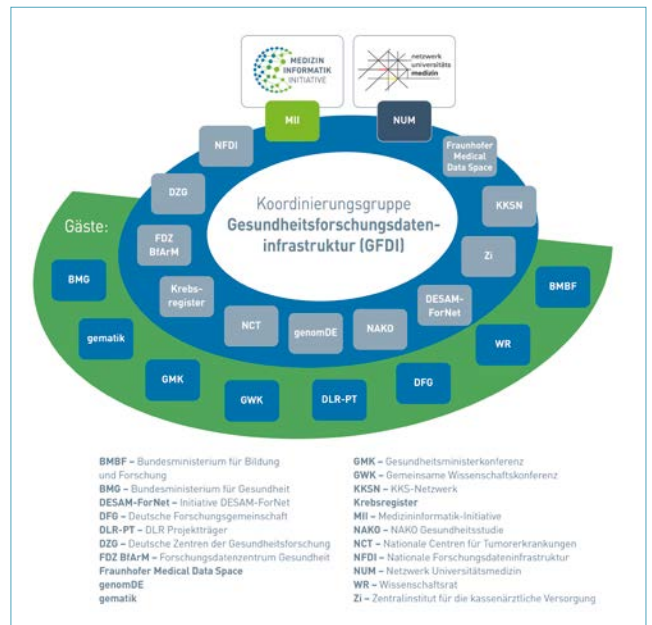 MEDIZIN
INFORMATIK
INITIATIVE
netzwerk
universitäts
medizin
MII
NUM
NFDI
Fraunhofer
Medical
Data Space
DZG
KKSN
Koordinierungsgruppe
Gesundheitsforschungsdaten-
infrastruktur (GFDI)
Gäste:
FDZ
BfArM
Zi
BMG
Krebs-
register
DESAM-
ForNet
BMBF
NCT
genomDE
NAKO
gematik
WR
GMK
GWK
DLR-PT
DFG
BMBF – Bundesministerium für Bildung
und Forschung
BMG – Bundesministerium für Gesundheit
DESAM-ForNet – Initiative DESAM-ForNet
DFG – Deutsche Forschungsgemeinschaft
DLR-PT – DLR Projektträger
DZG – Deutsche Zentren der Gesundheitsforschung
FDZ BfArM – Forschungsdatenzentrum Gesundheit
Fraunhofer Medical Data Space
genomDE
gematik
GMK – Gesundheitsministerkonferenz
GWK – Gemeinsame Wissenschaftskonferenz
KKSN – KKS-Netzwerk
Krebsregister
MII – Medizininformatik-Initiative
NAKO – NAKO Gesundheitsstudie
NCT – Nationale Centren für Tumorerkrankungen
NFDI – Nationale Forschungsdateninfrastruktur
NUM – Netzwerk Universitätsmedizin
WR – Wissenschaftsrat
Zi – Zentralinstitut für die kassenärztliche Versorgung